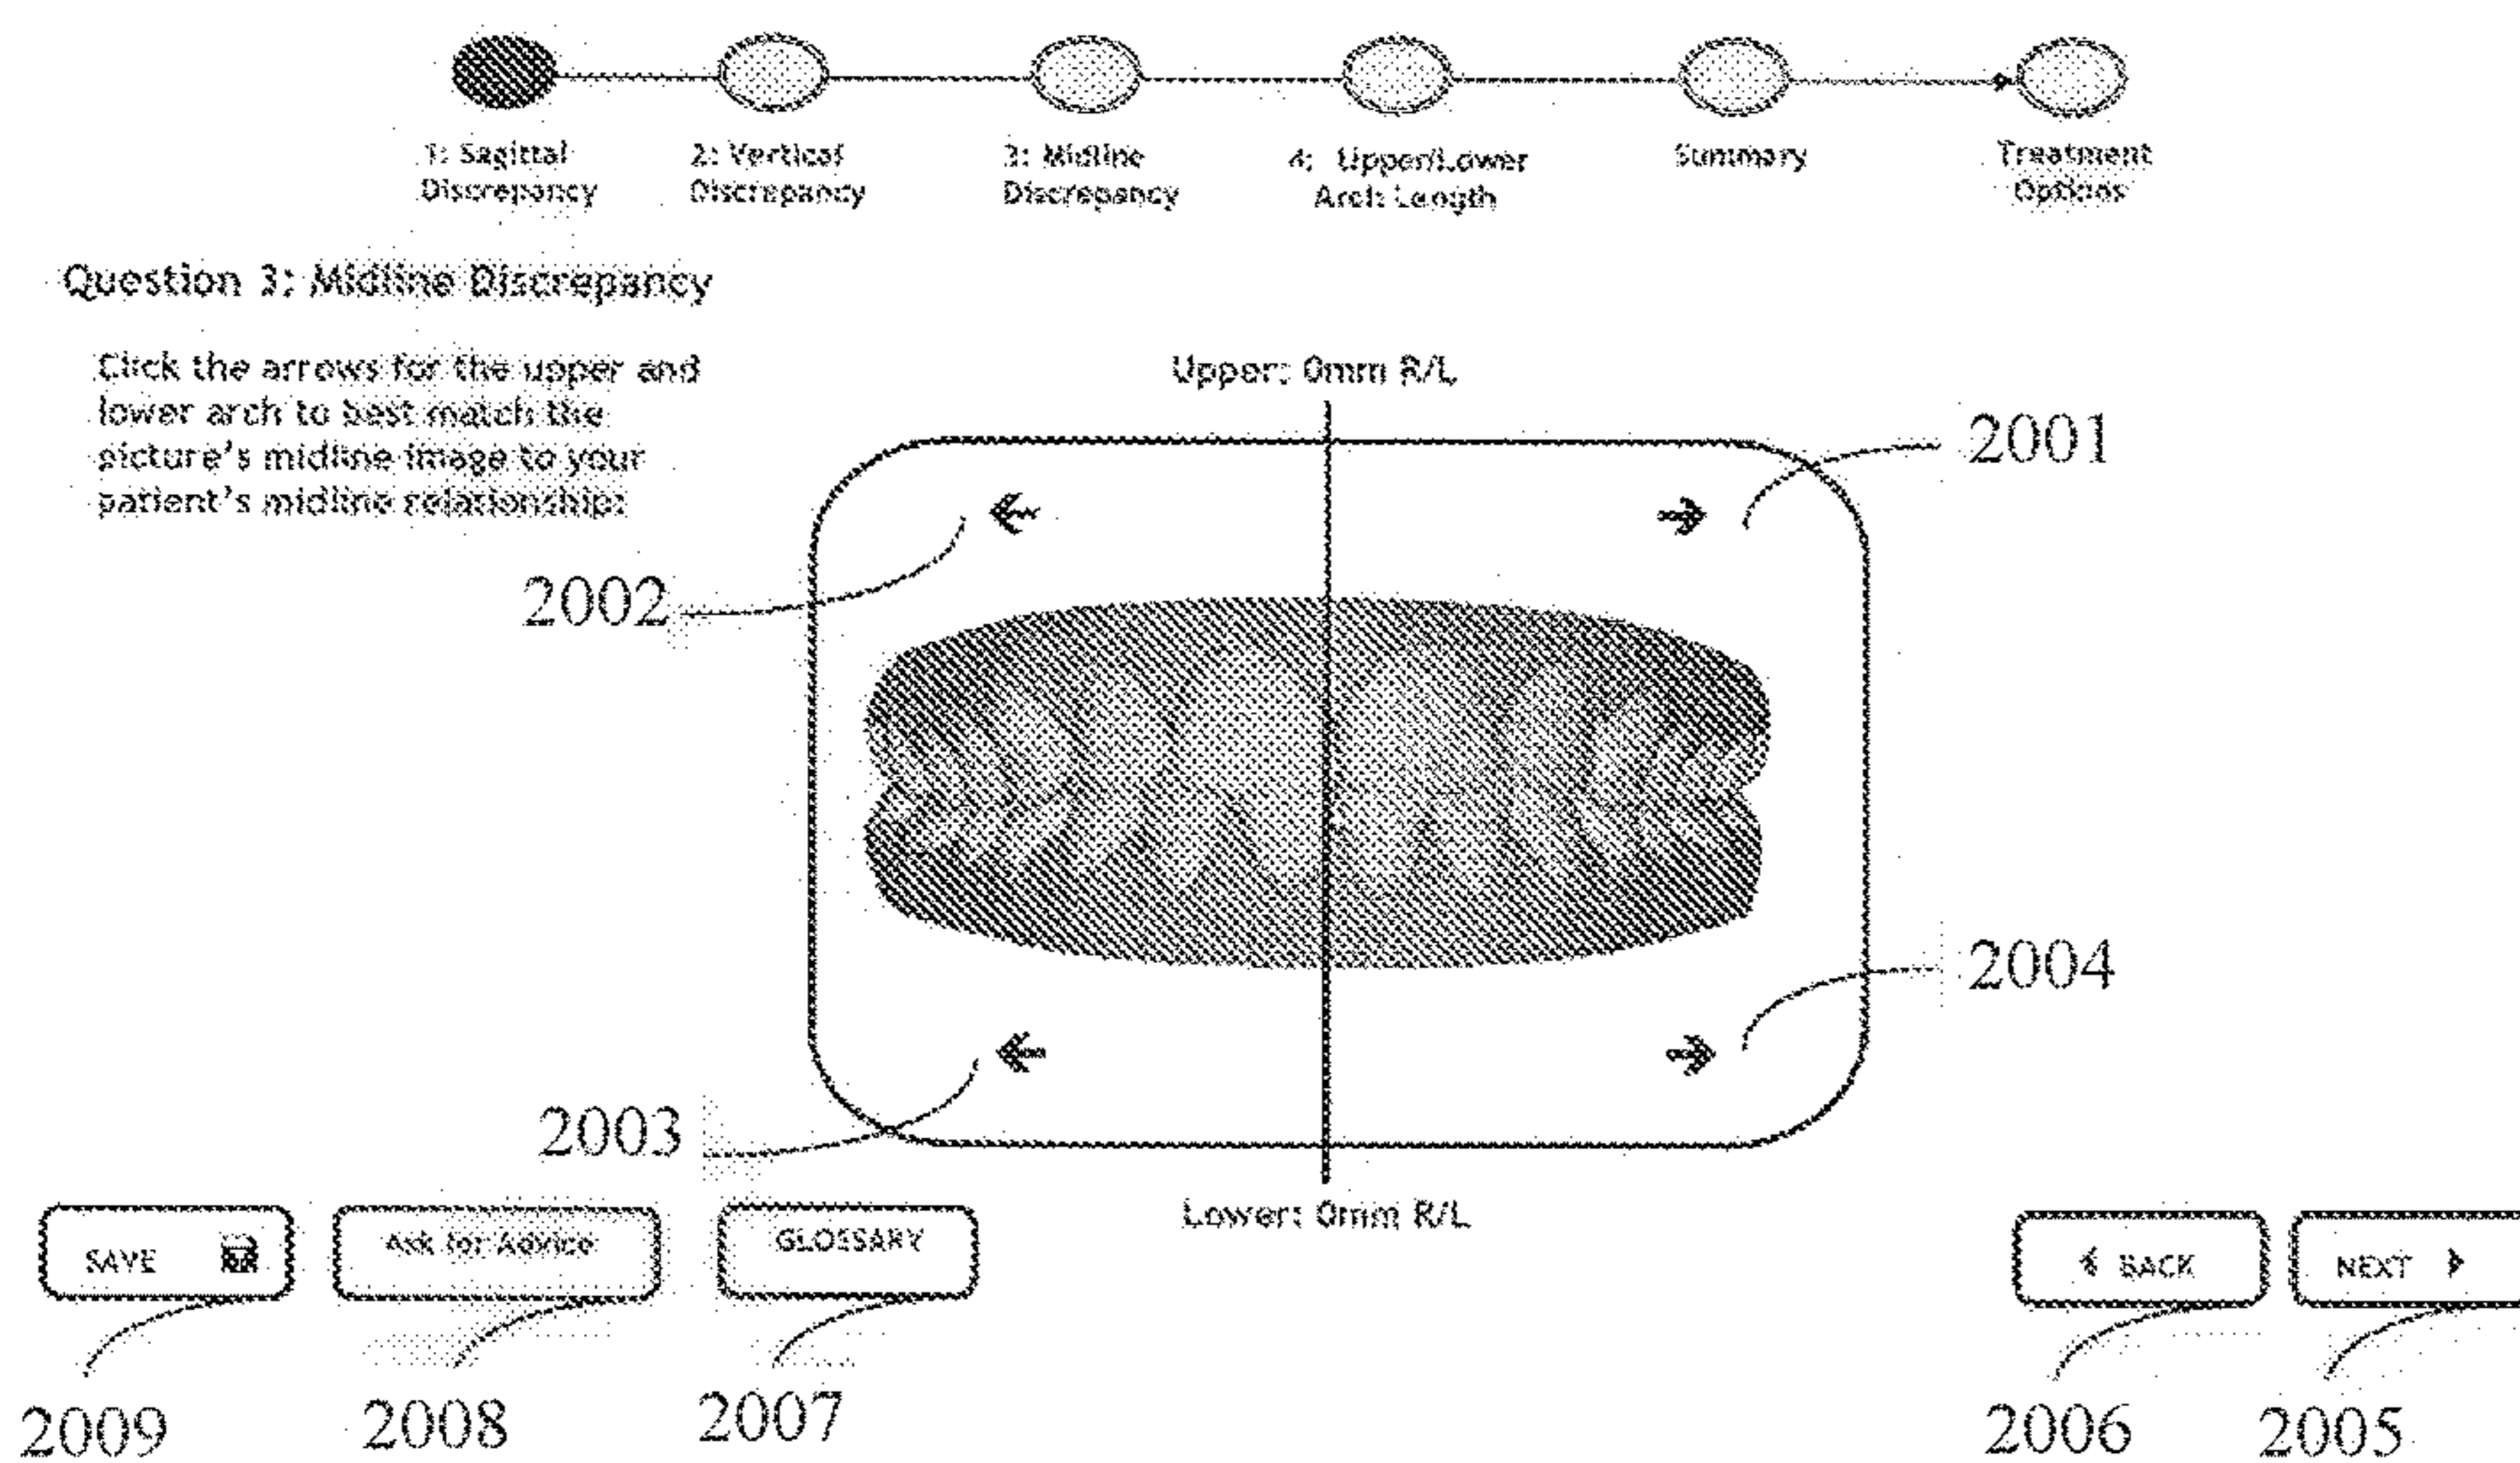 1: Sagittal
Discrepancy
2: Vertical
Discrepancy
3: Midline
Discrepancy
4: Upper/Lower
Arch Length
Summary
Treatment
Options
Question 3: Midline Discrepancy
Click the arrows for the upper and
lower arch to best match the
picture's midline image to your
patient's midline relationship:
Upper: 0mm R/L
2001
2002
2004
2003
Lower: 0mm R/L
SAVE
Ask for Advice
GLOSSARY
BACK
NEXT
2009
2008
2007
2006
2005